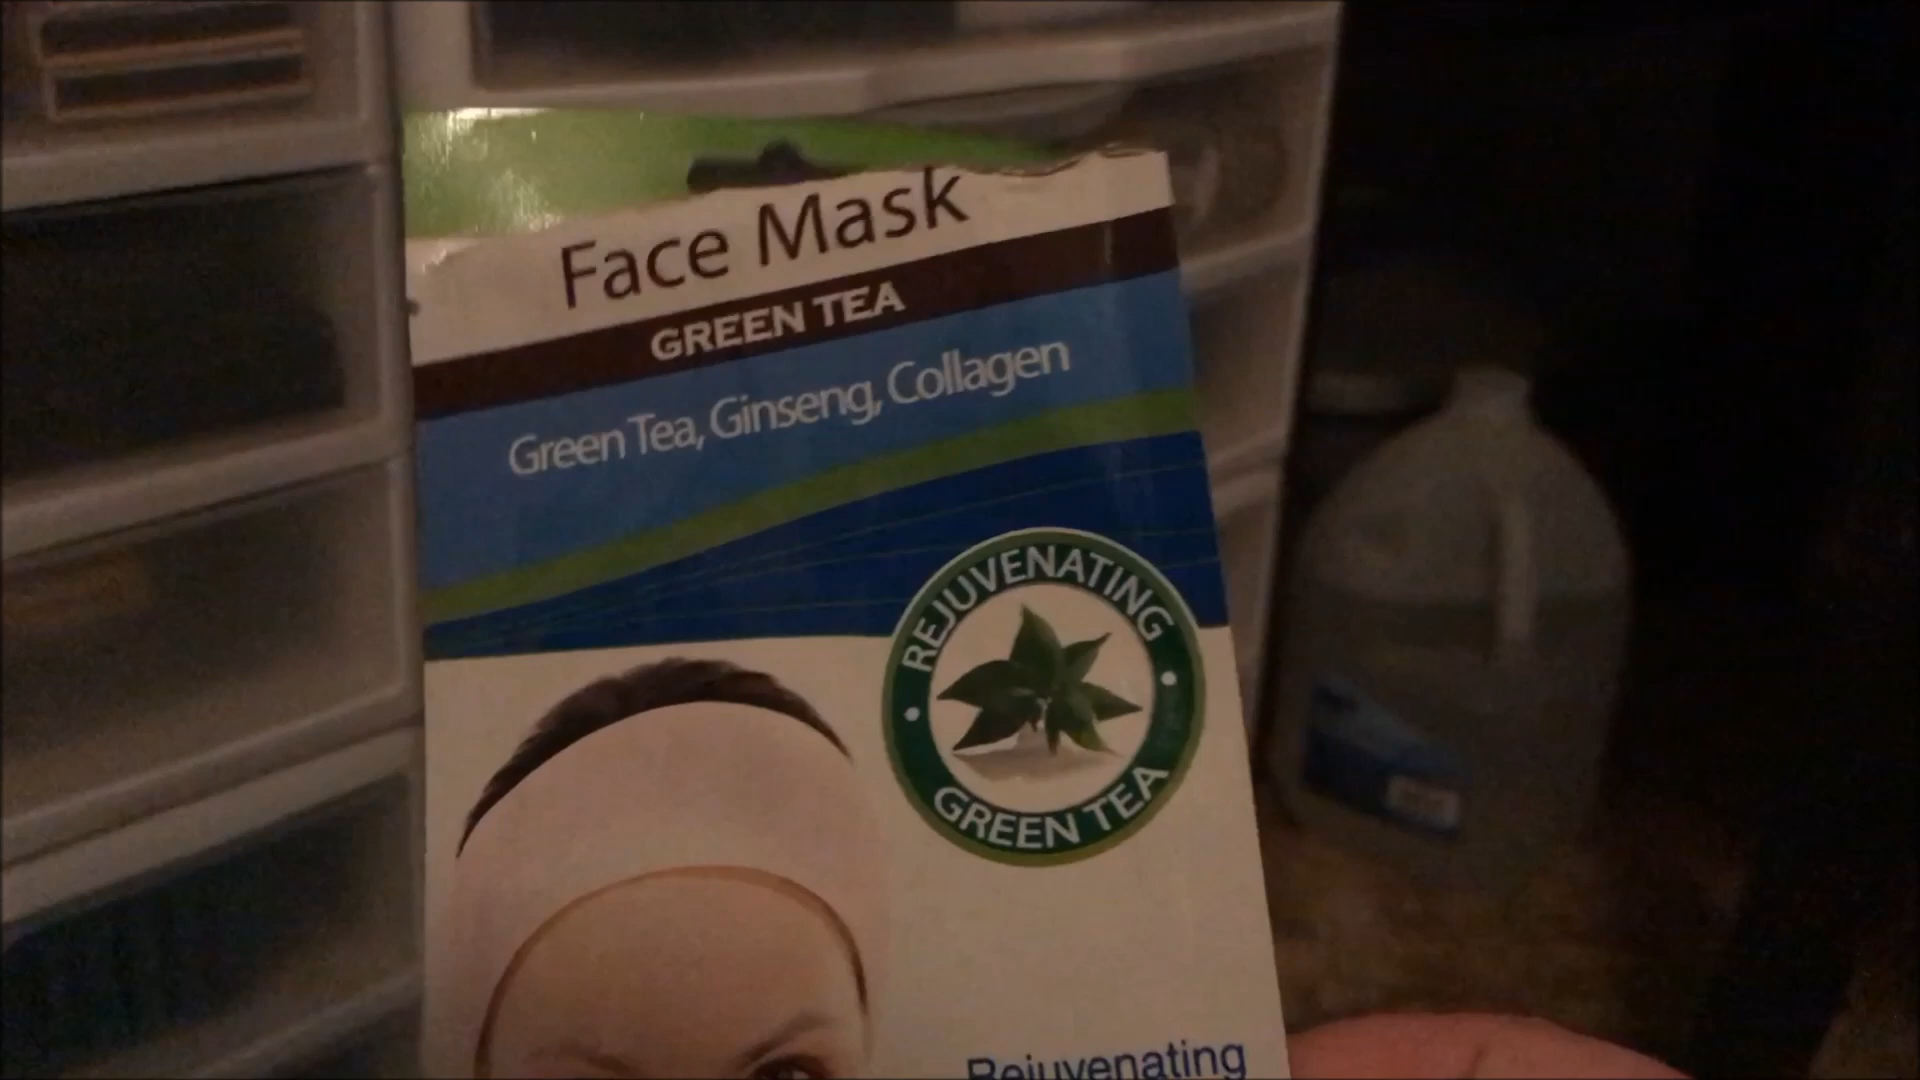 Face Mask
GREEN TEA
Green Tea, Ginseng, Collagen
REJUVENATING
GREEN TEA
Rejuvenating